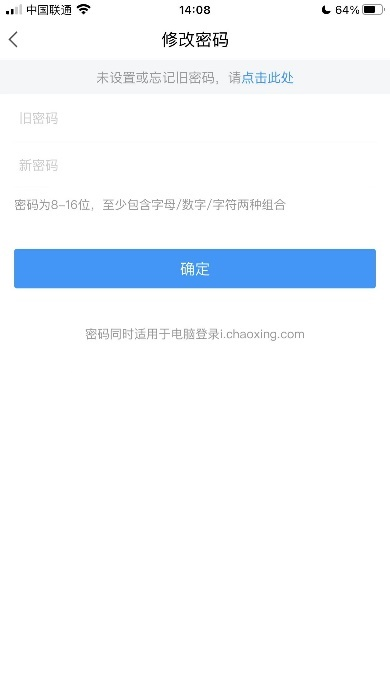 中国联通 14:08 64%
修改密码
未设置或忘记旧密码，请点击此处
旧密码
新密码
密码为8-16位，至少包含字母/数字/字符两种组合
确定
密码同时适用于电脑登录i.chaoxing.com